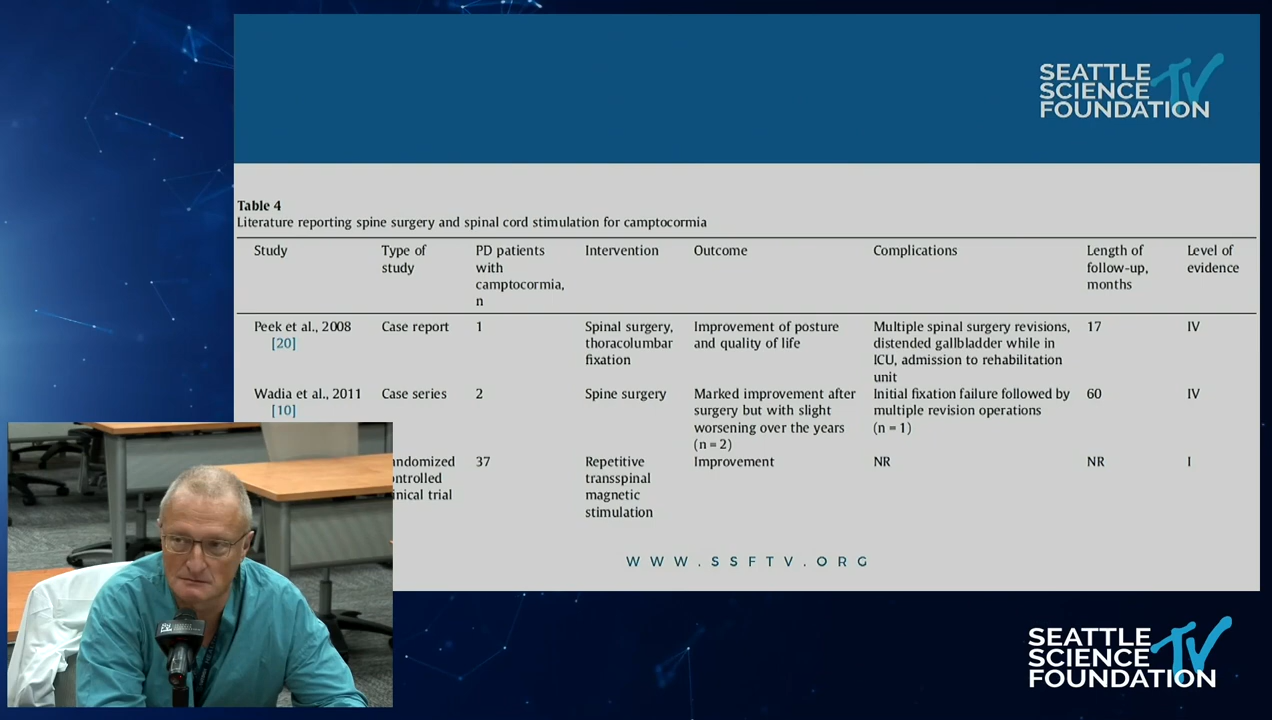 SEATTLE
SCIENCE TV
FOUNDATION
Table 4
Literature reporting spine surgery and spinal cord stimulation for camptocormia
Study Type of study PD patients with camptocormia, n Intervention Outcome Complications Length of follow-up, months Level of evidence
Peek et al., 2008 [20] Case report 1 Spinal surgery, thoracolumbar fixation Improvement of posture and quality of life Multiple spinal surgery revisions, distended gallbladder while in ICU, admission to rehabilitation unit 17 IV
Wadia et al., 2011 [10] Case series 2 Spine surgery Marked improvement after surgery but with slight worsening over the years (n = 2) Initial fixation failure followed by multiple revision operations (n = 1) 60 IV
clinical trial 37 Repetitive transspinal magnetic stimulation Improvement NR NR I
WWW.SSFTV.ORG
SEATTLE
SCIENCE TV
FOUNDATION